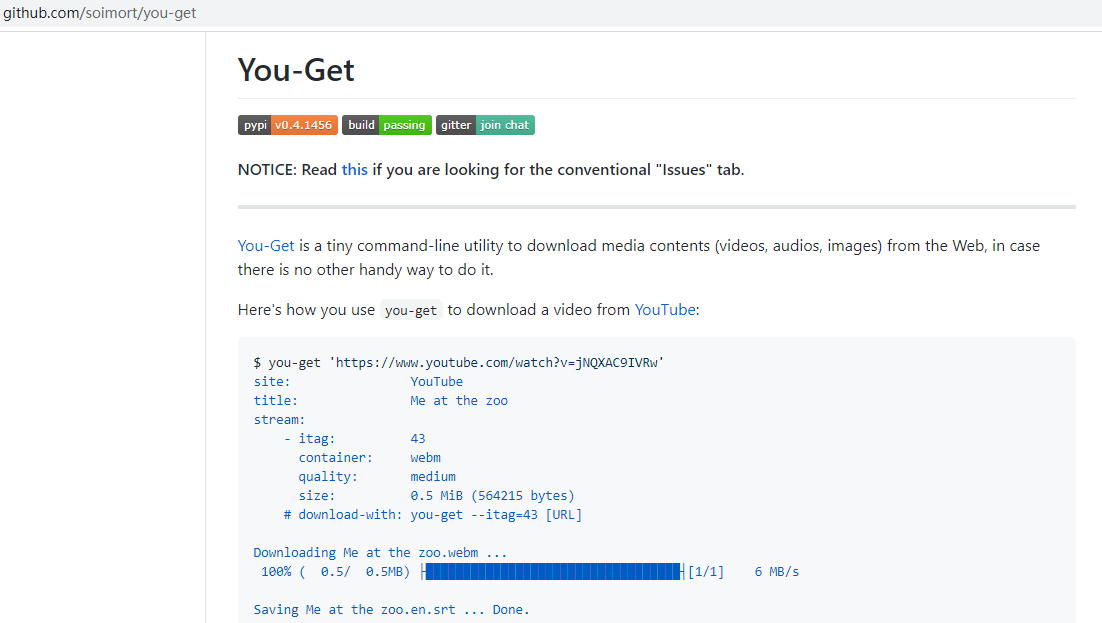 github.com/soimort/you-get
You-Get
pypi v0.4.1456 build passing gitter join chat
NOTICE: Read this if you are looking for the conventional "Issues" tab.
You-Get is a tiny command-line utility to download media contents (videos, audios, images) from the Web, in case
there is no other handy way to do it.
Here's how you use you-get to download a video from YouTube:
$ you-get 'https://www.youtube.com/watch?v=jNQXAC9IVRw'
site: YouTube
title: Me at the zoo
stream:
- itag: 43
container: webm
quality: medium
size: 0.5 MiB (564215 bytes)
# download-with: you-get --itag=43 [URL]
Downloading Me at the zoo.webm ...
100% ( 0.5/ 0.5MB) ├████████████████████████████████████████┤[1/1] 6 MB/s
Saving Me at the zoo.en.srt ... Done.